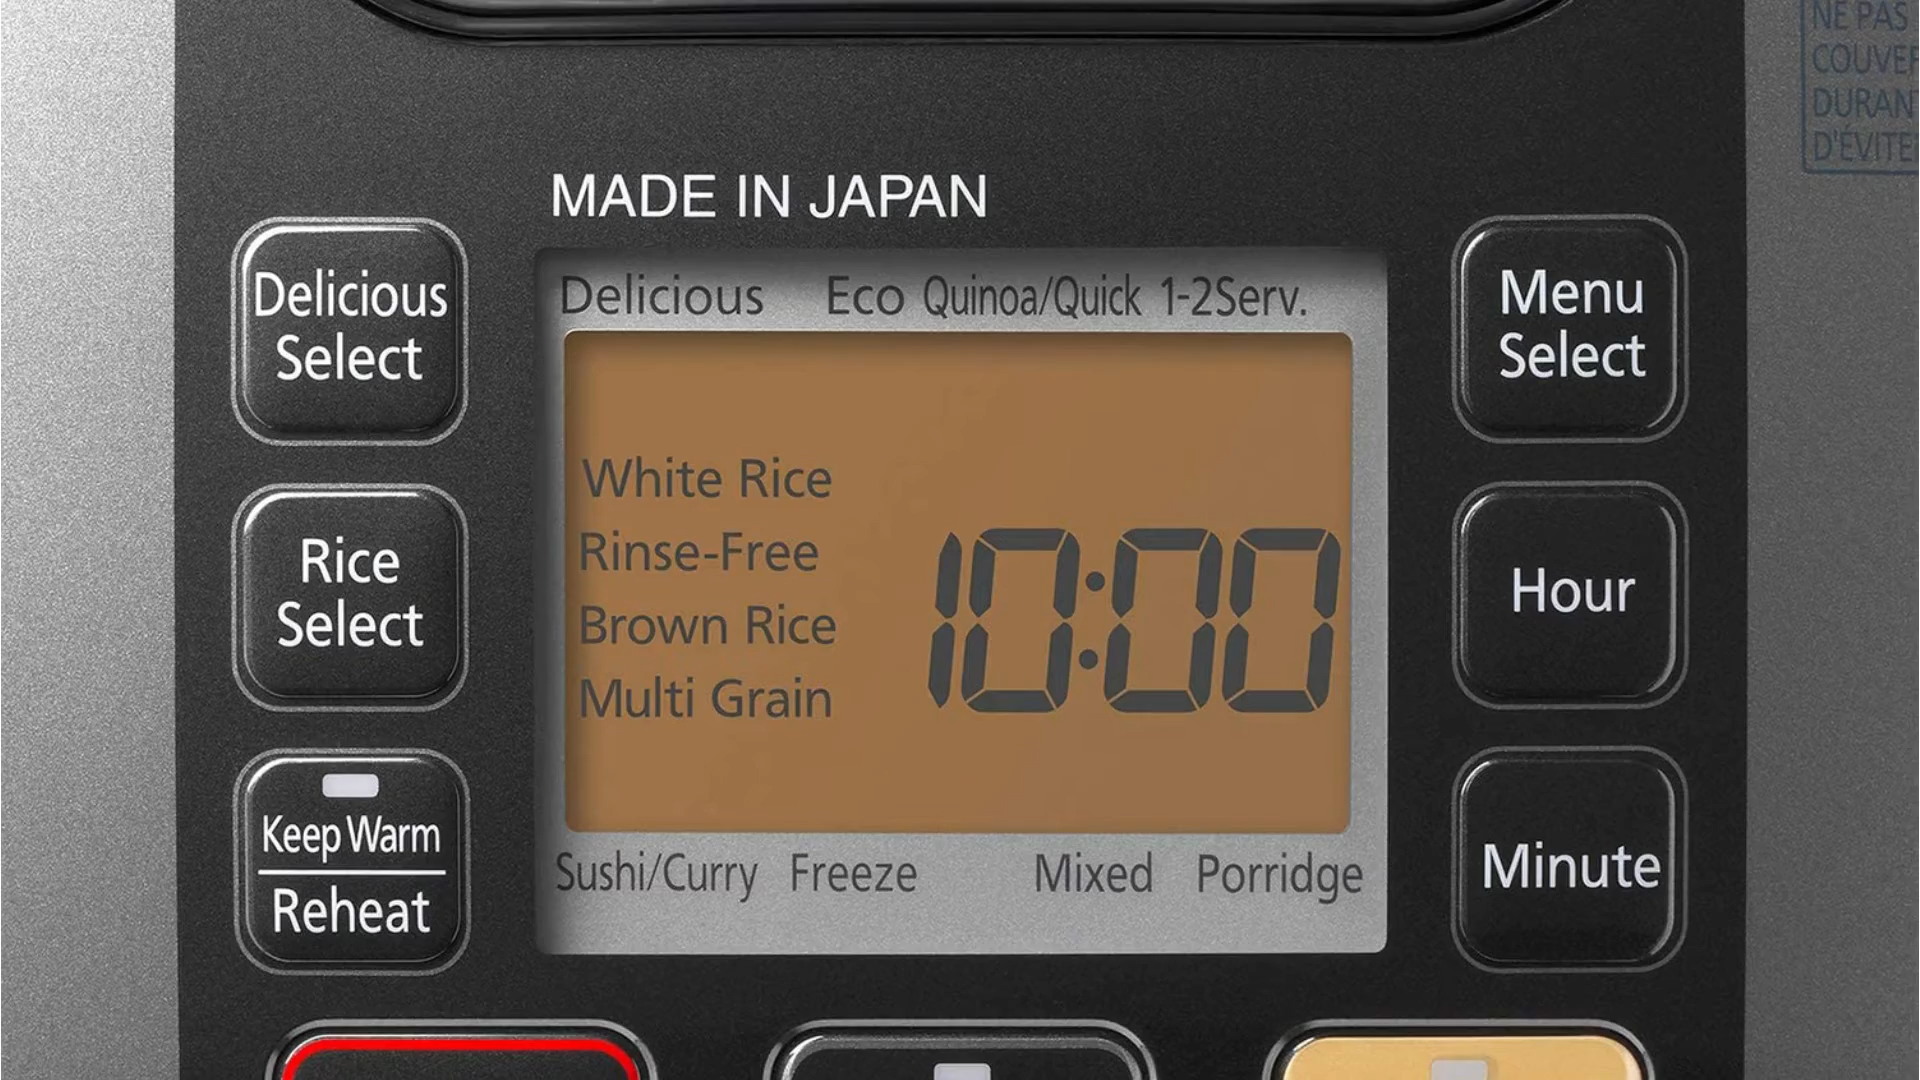 NE PAS
COUVER
DURANT
D'ÉVITE
MADE IN JAPAN
Delicious
Select
Delicious Eco Quinoa/Quick 1-2Serv.
Menu
Select
White Rice
Rinse-Free
Brown Rice
Multi Grain
10:00
Rice
Select
Hour
Keep Warm
Reheat
Sushi/Curry Freeze Mixed Porridge
Minute